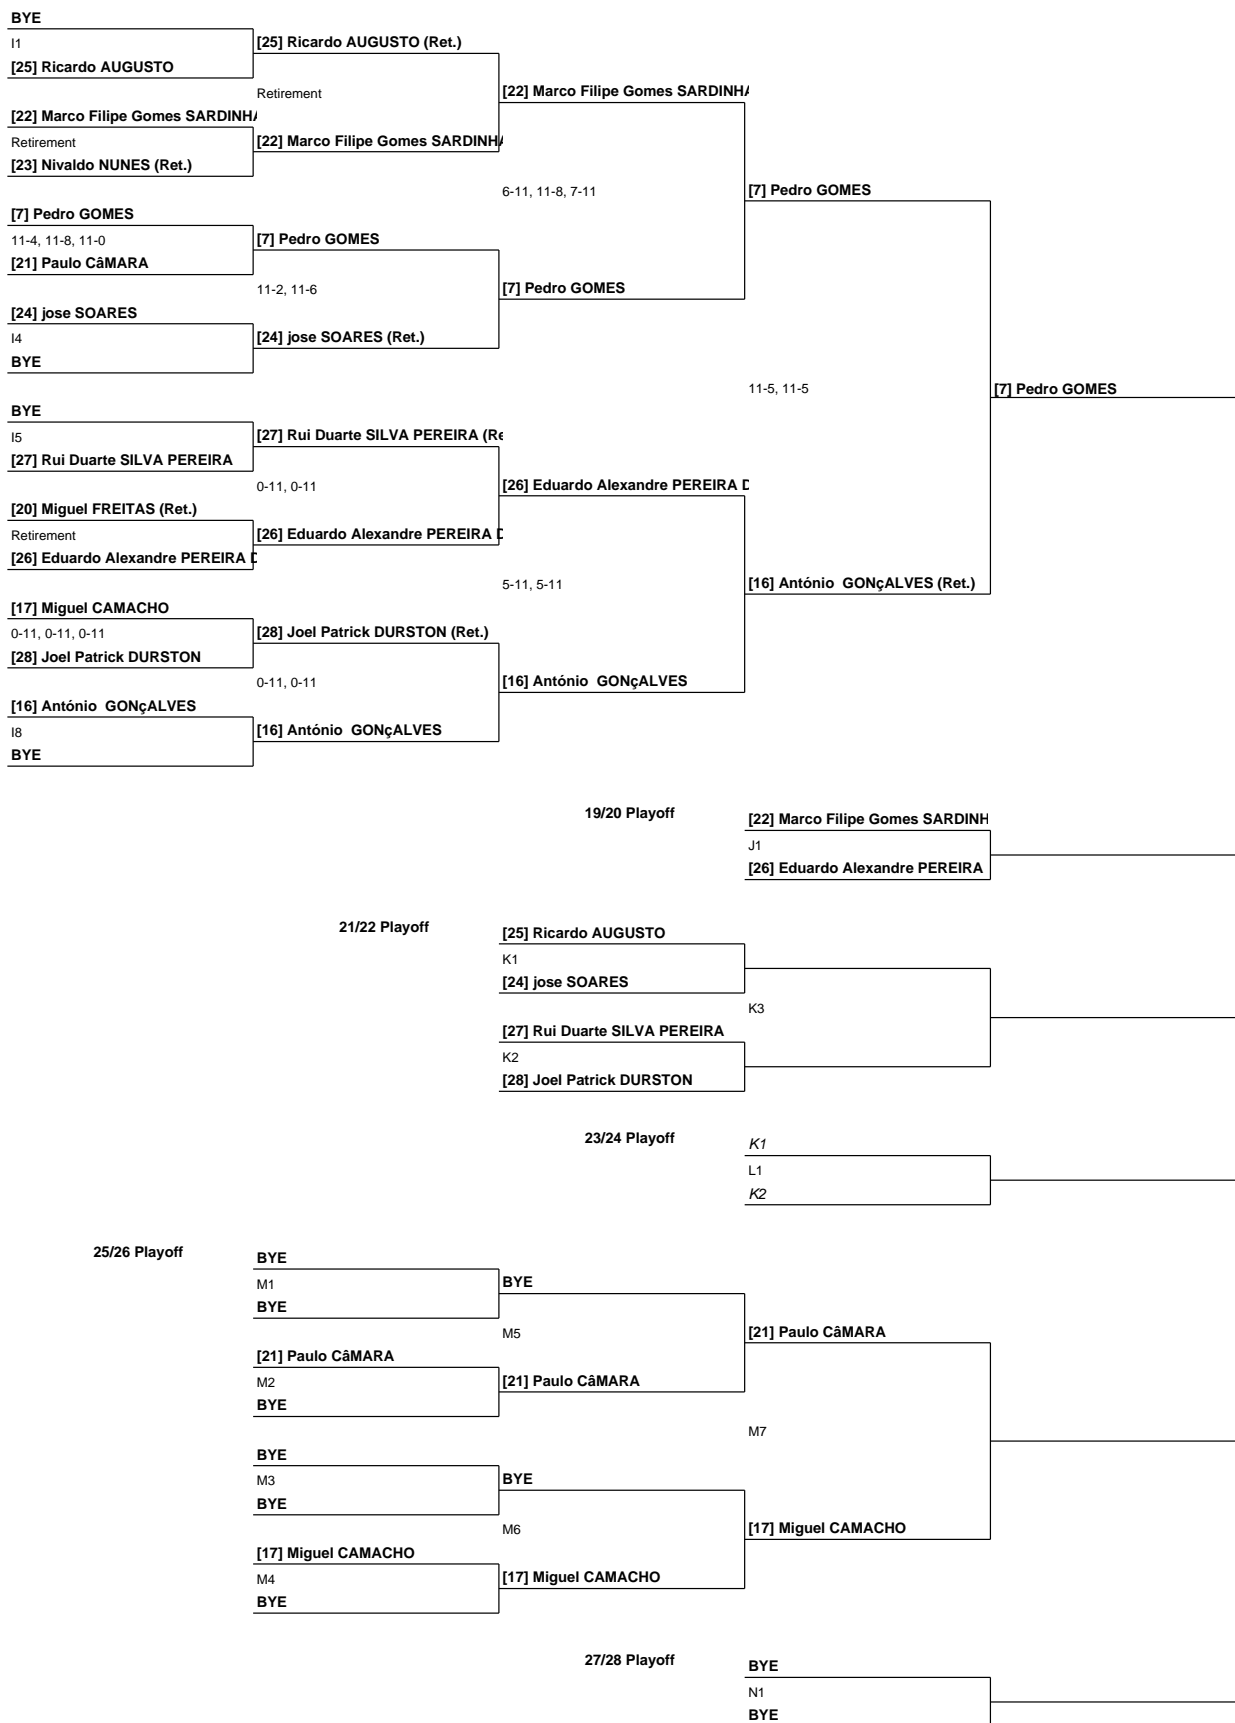 BYE
I1
[25] Ricardo AUGUSTO (Ret.)
[25] Ricardo AUGUSTO
Retirement
[22] Marco Filipe Gomes SARDINHA
[22] Marco Filipe Gomes SARDINHA
Retirement
[22] Marco Filipe Gomes SARDINHA
[23] Nivaldo NUNES (Ret.)
6-11, 11-8, 7-11
[7] Pedro GOMES
[7] Pedro GOMES
11-4, 11-8, 11-0
[7] Pedro GOMES
[21] Paulo CâMARA
11-2, 11-6
[7] Pedro GOMES
[24] jose SOARES
I4
[24] jose SOARES (Ret.)
BYE
11-5, 11-5
[7] Pedro GOMES
BYE
I5
[27] Rui Duarte SILVA PEREIRA (Re
[27] Rui Duarte SILVA PEREIRA
0-11, 0-11
[26] Eduardo Alexandre PEREIRA D
[20] Miguel FREITAS (Ret.)
Retirement
[26] Eduardo Alexandre PEREIRA D
[26] Eduardo Alexandre PEREIRA D
5-11, 5-11
[16] António  GONçALVES (Ret.)
[17] Miguel CAMACHO
0-11, 0-11, 0-11
[28] Joel Patrick DURSTON (Ret.)
[28] Joel Patrick DURSTON
0-11, 0-11
[16] António  GONçALVES
[16] António  GONçALVES
I8
[16] António  GONçALVES
BYE
19/20 Playoff
[22] Marco Filipe Gomes SARDINH
J1
[26] Eduardo Alexandre PEREIRA
21/22 Playoff
[25] Ricardo AUGUSTO
K1
[24] jose SOARES
K3
[27] Rui Duarte SILVA PEREIRA
K2
[28] Joel Patrick DURSTON
23/24 Playoff
K1
L1
K2
25/26 Playoff
BYE
M1
BYE
BYE
M5
[21] Paulo CâMARA
[21] Paulo CâMARA
M2
[21] Paulo CâMARA
BYE
M7
BYE
M3
BYE
BYE
M6
[17] Miguel CAMACHO
[17] Miguel CAMACHO
M4
[17] Miguel CAMACHO
BYE
27/28 Playoff
BYE
N1
BYE